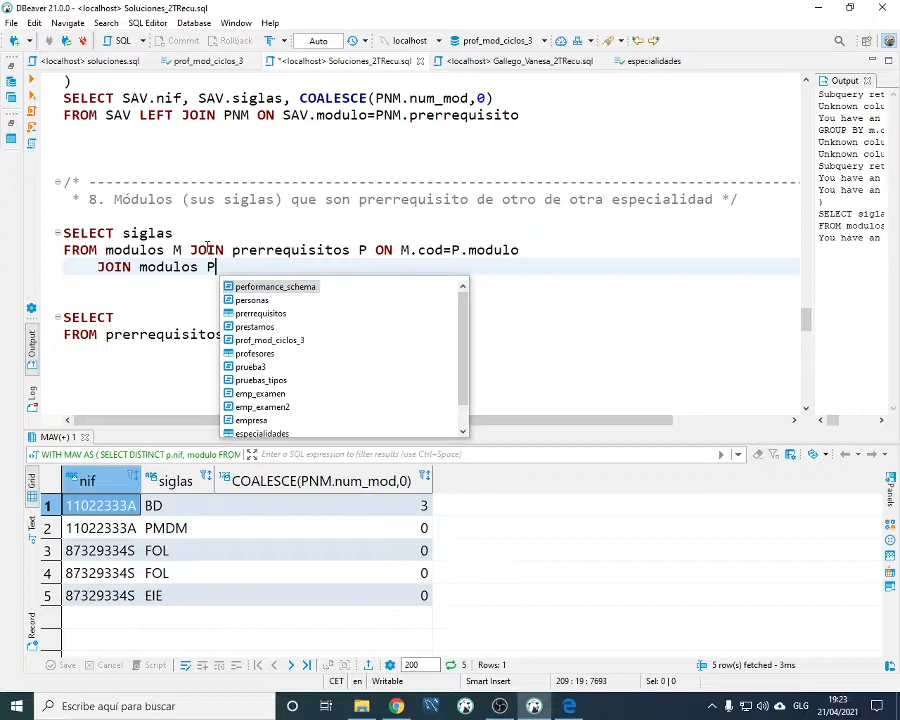 DBeaver 21.0.0 - <localhost> Soluciones_2TRecu.sql
File Edit Navigate Search SQL Editor Database Window Help
SQL Commit Rollback T Auto localhost prof_mod_ciclos_3
<localhost> soluciones.sql prof_mod_ciclos_3 *<localhost> Soluciones_2TRecu.sql <localhost> Gallego_Vanesa_2TRecu.sql especialidades
)
SELECT SAV.nif, SAV.siglas, COALESCE(PNM.num_mod,0)
FROM SAV LEFT JOIN PNM ON SAV.modulo=PNM.prerrequisito
/* ------------------------------------------------------------------------------------
* 8. Módulos (sus siglas) que son prerrequisito de otro de otra especialidad */
SELECT siglas
FROM modulos M JOIN prerrequisitos P ON M.cod=P.modulo
JOIN modulos P
SELECT
FROM prerrequisitos
performance_schema
personas
prerrequisitos
prestamos
prof_mod_ciclos_3
profesores
prueba3
pruebas_tipos
emp_examen
emp_examen2
empresa
especialidades
Output
Subquery ret
Unknown colu
You have an
GROUP BY m.c
Unknown colu
Unknown colu
Subquery ret
You have an
You have an
)
SELECT sigla
FROM modulos
You have an
Output
Log
MAV(+) 1
WITH MAV AS ( SELECT DISTINCT p.nif, modulo FROM Enter a SQL expression to filter results (use Ctrl+Space)
Grid
Text
Record
Panels
nif siglas COALESCE(PNM.num_mod,0)
1 11022333A BD 3
2 11022333A PMDM 0
3 87329334S FOL 0
4 87329334S FOL 0
5 87329334S EIE 0
Save Cancel Script 200 5 Rows: 1 5 row(s) fetched - 3ms
CET en Writable Smart Insert 209 : 19 : 7693 Sel: 0 | 0
Escribe aquí para buscar GLG 19:23
21/04/2021